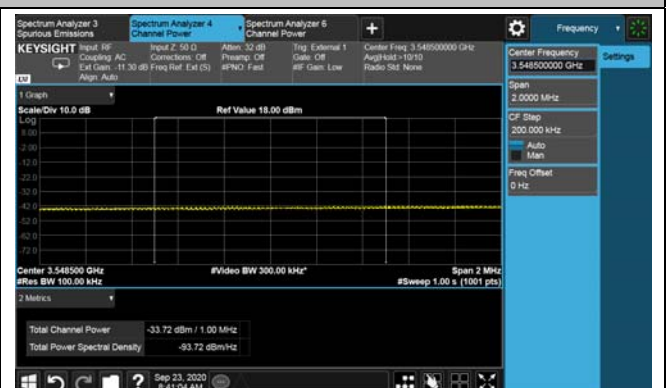 Spectrum Analyzer 3
Spurious Emissions
Spectrum Analyzer 4
Channel Power
Spectrum Analyzer 6
Channel Power
+
Frequency
KEYSIGHT
Input: RF
Coupling: AC
Ext Gain: -11.30 dB
Align: Auto
Input Z: 50 Ω
Corrections: Off
Freq Ref: Ext (S)
Atten: 32 dB
Preamp: Off
#PNO: Fast
Trig: External 1
Gate: Off
#IF Gain: Low
Center Freq: 3.548500000 GHz
Avg|Hold:>10/10
Radio Std: None
LXI
1 Graph
Scale/Div 10.0 dB
Ref Value 18.00 dBm
Log
8.00
-2.00
-12.0
-22.0
-32.0
-42.0
-52.0
-62.0
-72.0
Center 3.548500 GHz
#Video BW 300.00 kHz*
Span 2 MHz
#Res BW 100.00 kHz
#Sweep 1.00 s (1001 pts)
2 Metrics
Total Channel Power -33.72 dBm / 1.00 MHz
Total Power Spectral Density -93.72 dBm/Hz
Center Frequency
3.548500000 GHz
Settings
Span
2.0000 MHz
CF Step
200.000 kHz
Auto
Man
Freq Offset
0 Hz
?
Sep 23, 2020
8:41:04 AM